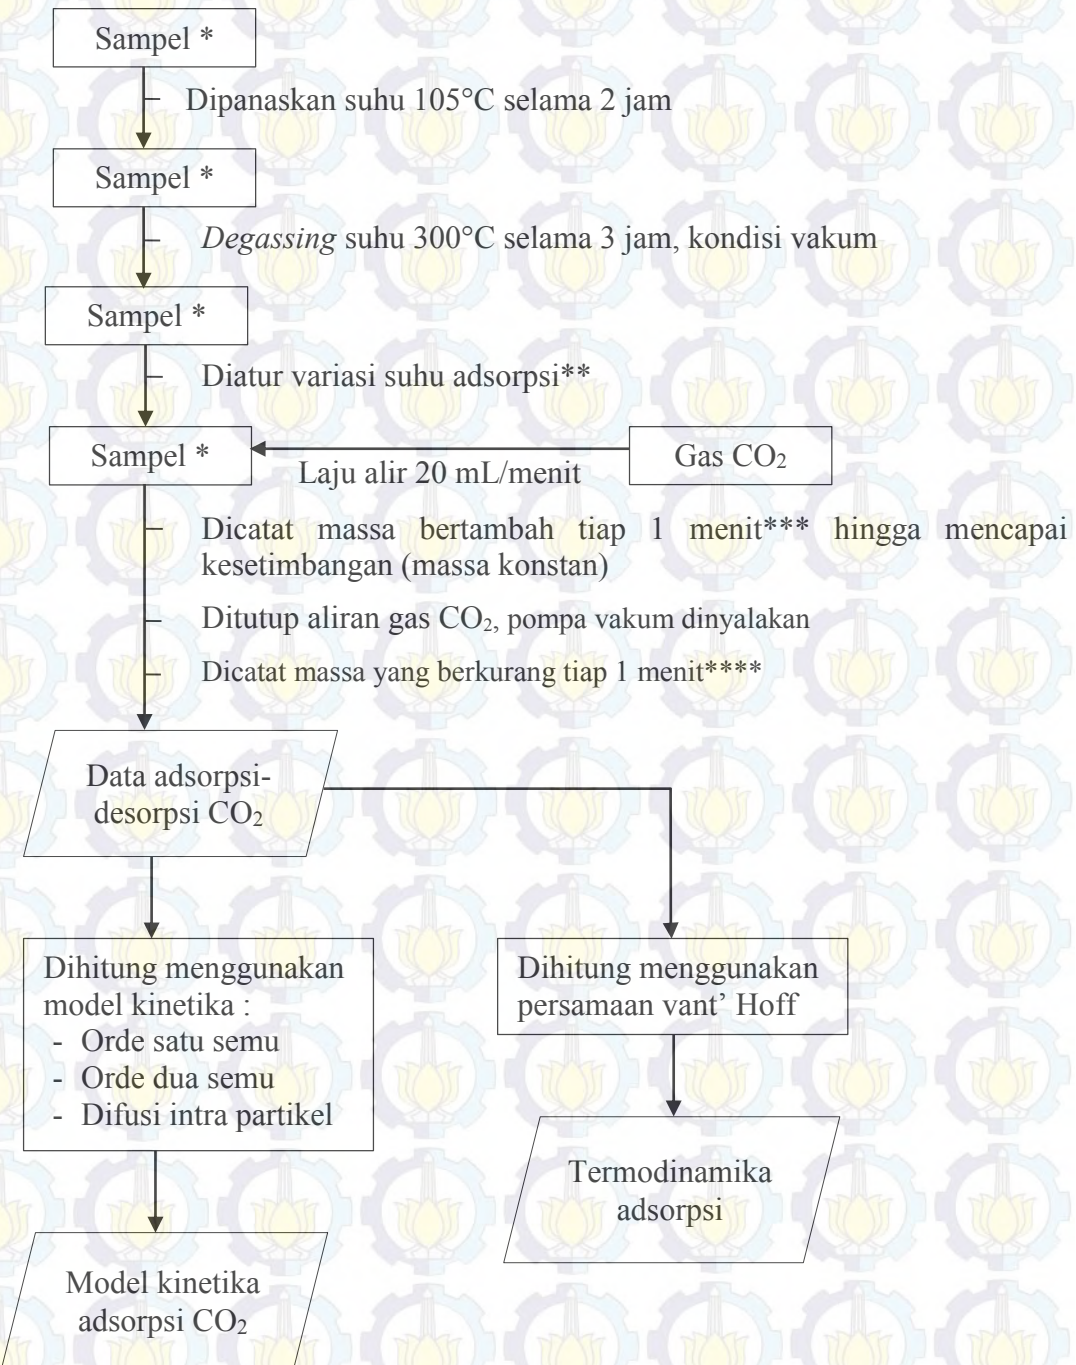 Sampel *
Dipanaskan suhu 105°C selama 2 jam
Sampel *
Degassing suhu 300°C selama 3 jam, kondisi vakum
Sampel *
Diatur variasi suhu adsorpsi**
Sampel *
Laju alir 20 mL/menit
Gas CO₂
Dicatat massa bertambah tiap 1 menit*** hingga mencapai
kesetimbangan (massa konstan)
Ditutup aliran gas CO₂, pompa vakum dinyalakan
Dicatat massa yang berkurang tiap 1 menit****
Data adsorpsi-
desorpsi CO₂
Dihitung menggunakan
model kinetika :
- Orde satu semu
- Orde dua semu
- Difusi intra partikel
Dihitung menggunakan
persamaan vant’ Hoff
Termodinamika
adsorpsi
Model kinetika
adsorpsi CO₂